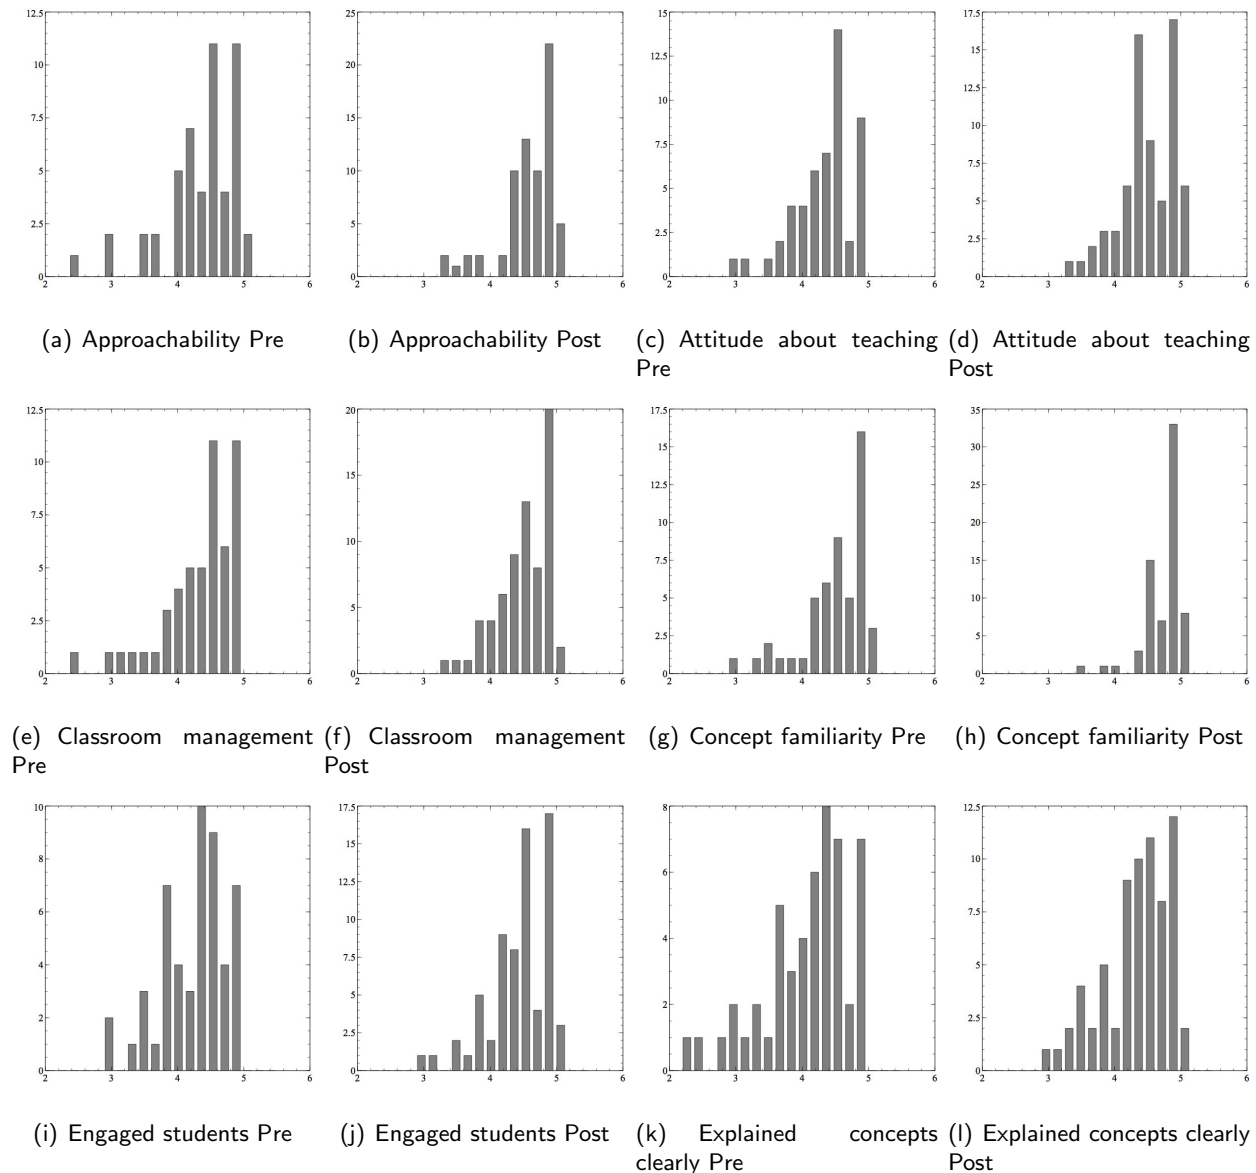 12.5
10
7.5
5
2.5
0
2 3 4 5 6
(a) Approachability Pre
25
20
15
10
5
0
2 3 4 5 6
(b) Approachability Post
15
12.5
10
7.5
5
2.5
0
2 3 4 5 6
(c) Attitude about teaching
Pre
17.5
15
12.5
10
7.5
5
2.5
0
2 3 4 5 6
(d) Attitude about teaching
Post
12.5
10
7.5
5
2.5
0
2 3 4 5 6
(e) Classroom management
Pre
20
15
10
5
0
2 3 4 5 6
(f) Classroom management
Post
17.5
15
12.5
10
7.5
5
2.5
0
2 3 4 5 6
(g) Concept familiarity Pre
35
30
25
20
15
10
5
0
2 3 4 5 6
(h) Concept familiarity Post
10
8
6
4
2
0
2 3 4 5 6
(i) Engaged students Pre
17.5
15
12.5
10
7.5
5
2.5
0
2 3 4 5 6
(j) Engaged students Post
8
6
4
2
0
2 3 4 5 6
(k) Explained concepts
clearly Pre
12.5
10
7.5
5
2.5
0
2 3 4 5 6
(l) Explained concepts clearly
Post